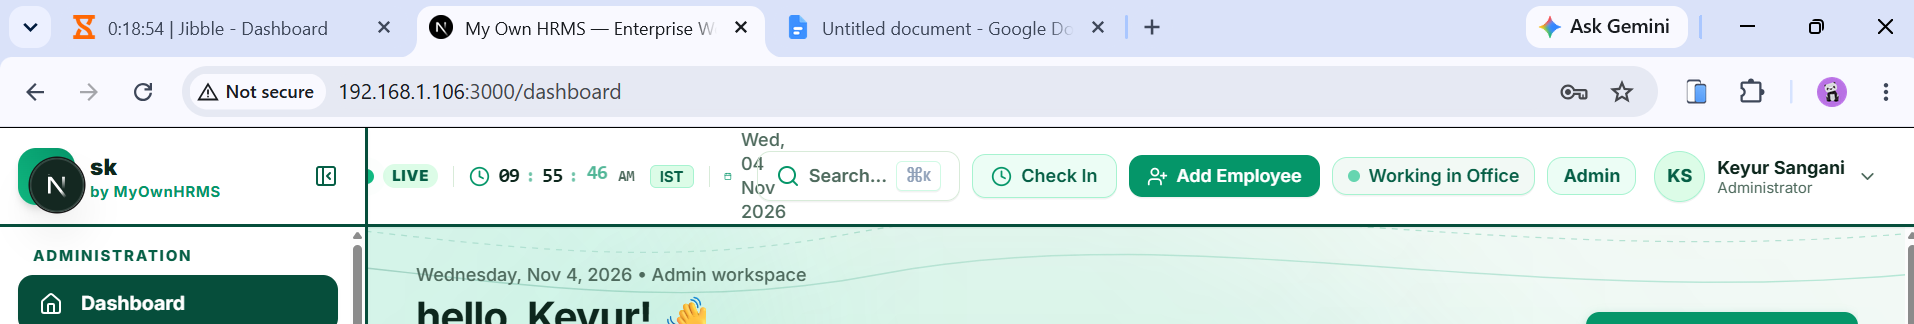 0:18:54 | Jibble - Dashboard
My Own HRMS — Enterprise W
Untitled document - Google Do
Ask Gemini
Not secure
192.168.1.106:3000/dashboard
N
sk
by MyOwnHRMS
LIVE
09 : 55 : 46 AM
IST
Wed,
04
Nov
2026
Search...
⌘K
Check In
Add Employee
Working in Office
Admin
KS
Keyur Sangani
Administrator
ADMINISTRATION
Dashboard
Wednesday, Nov 4, 2026 • Admin workspace
hello, Keyur! 👋